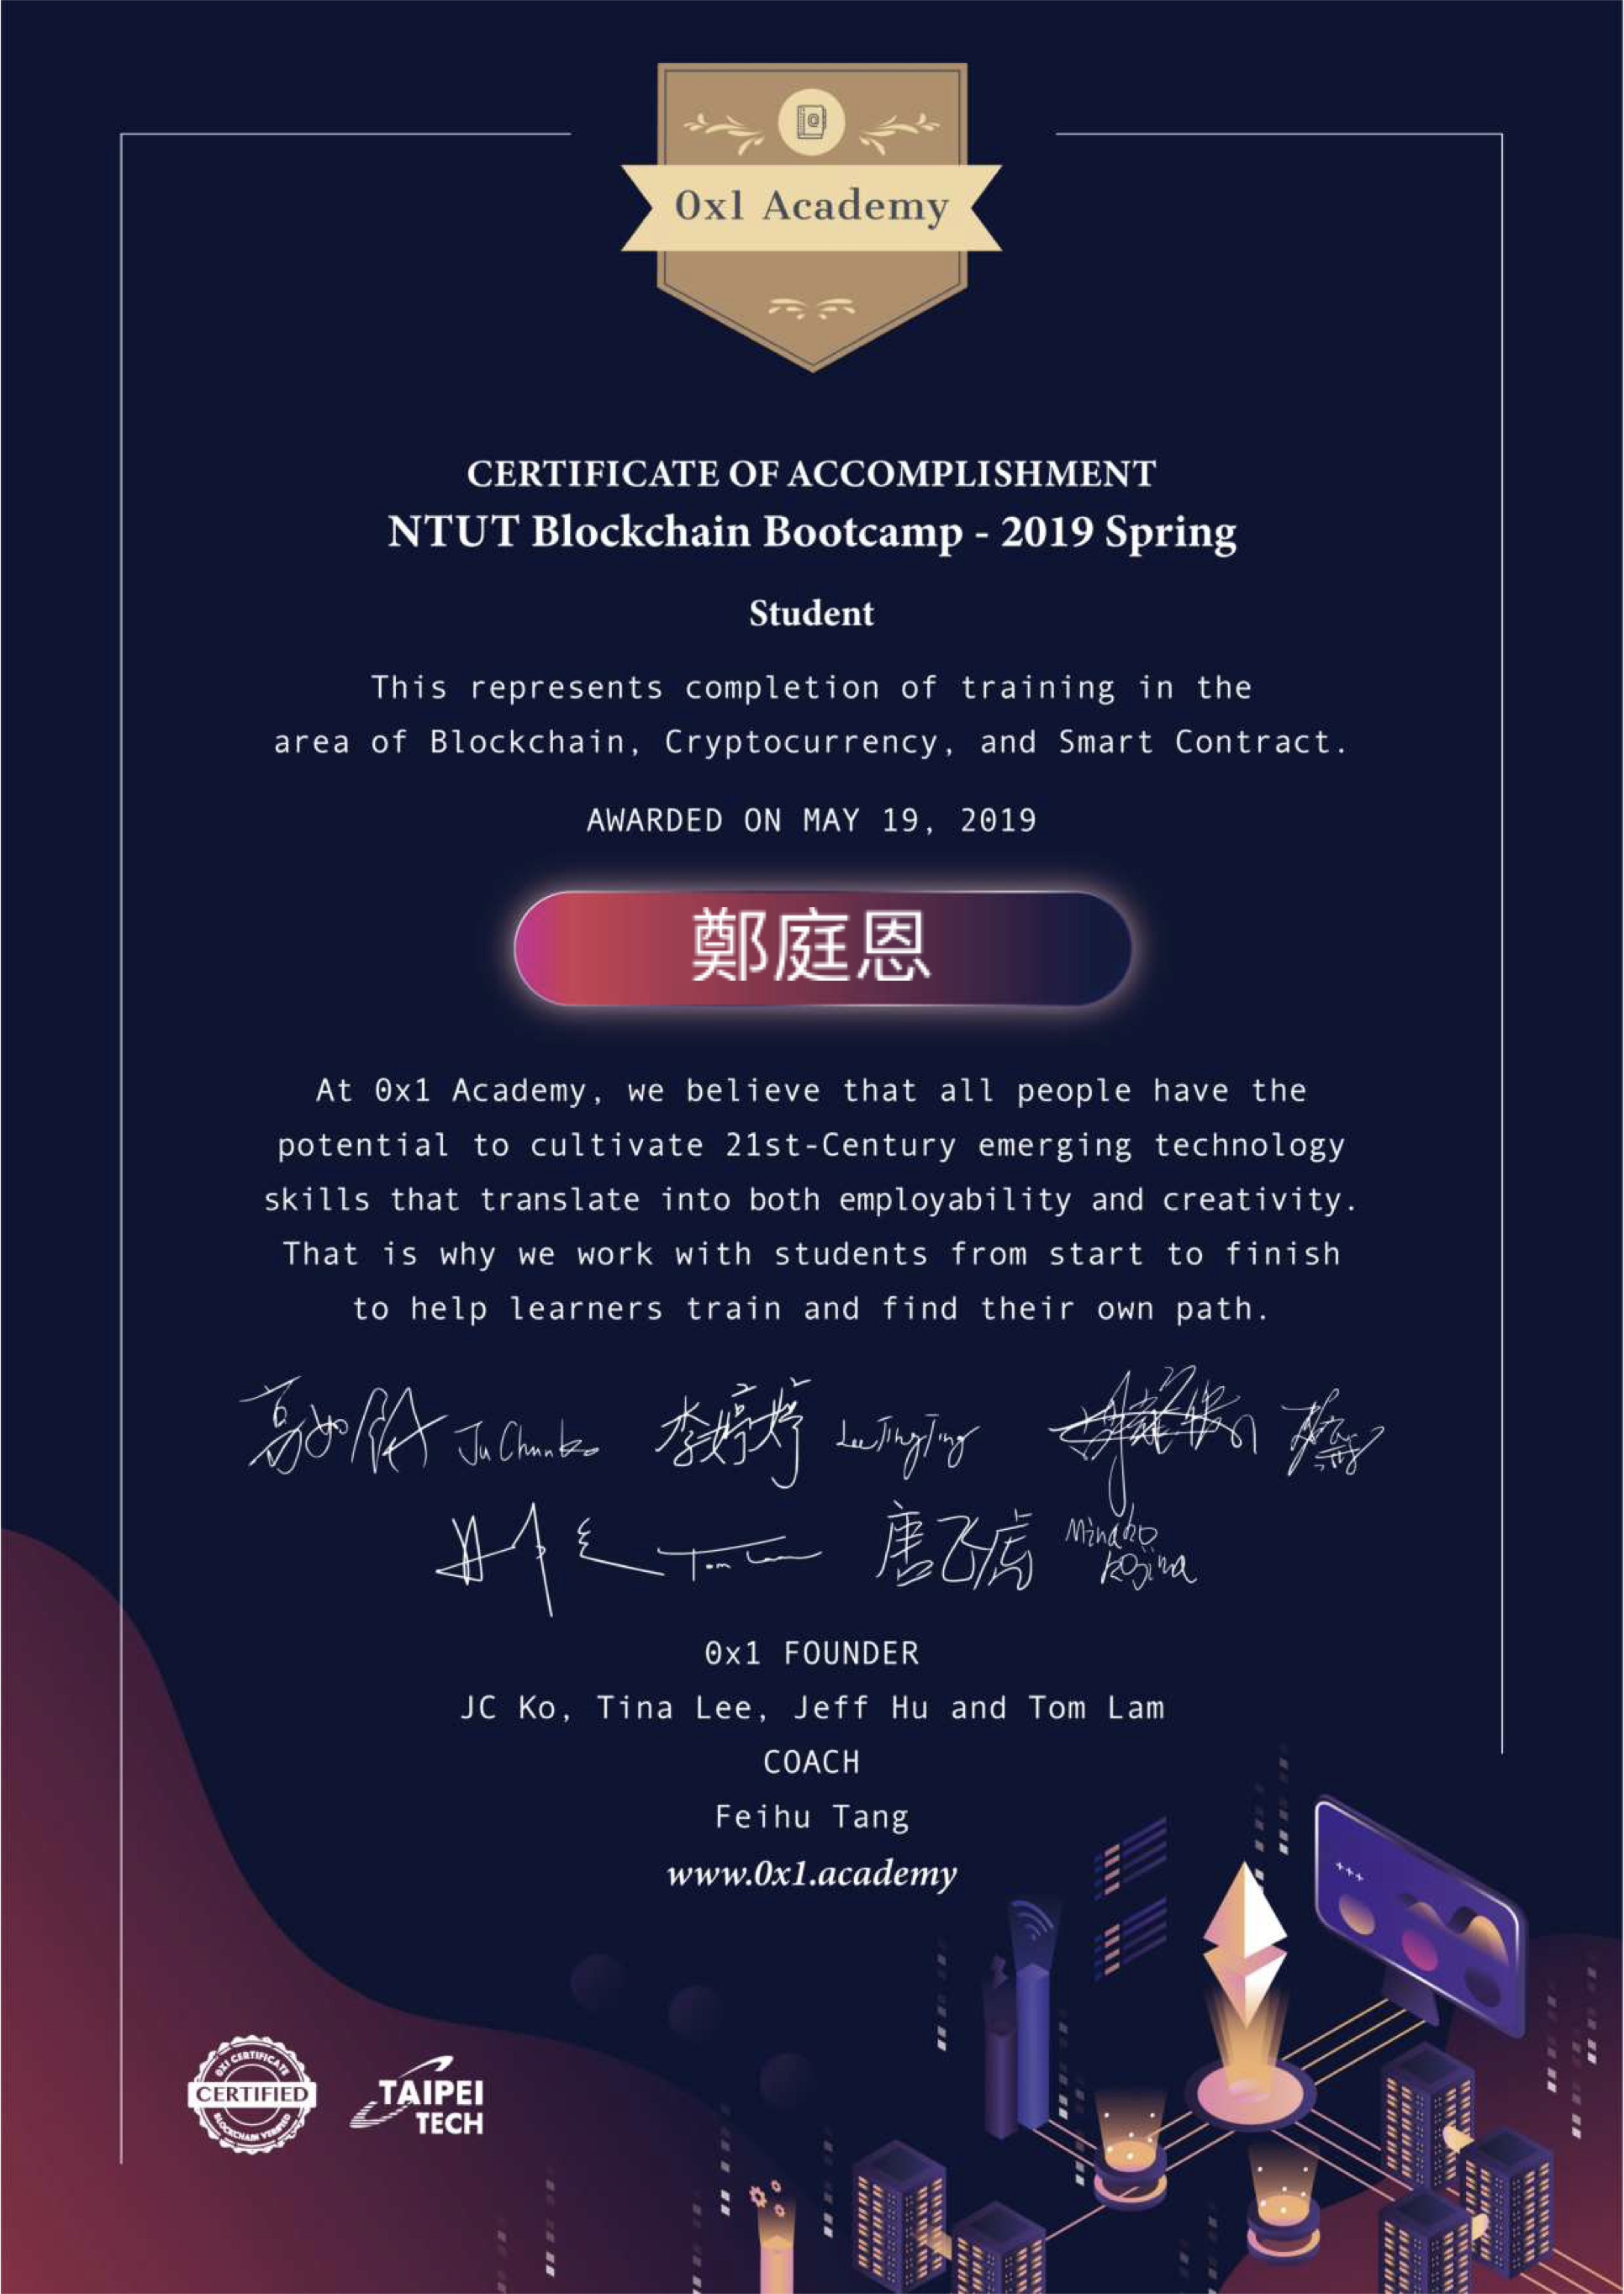 0x1 Academy
CERTIFICATE OF ACCOMPLISHMENT
NTUT Blockchain Bootcamp - 2019 Spring
Student
This represents completion of training in the
area of Blockchain, Cryptocurrency, and Smart Contract.
AWARDED ON MAY 19, 2019
鄭庭恩
At 0x1 Academy, we believe that all people have the
potential to cultivate 21st-Century emerging technology
skills that translate into both employability and creativity.
That is why we work with students from start to finish
to help learners train and find their own path.
高如 Ju Chun Ko 李婷婷 Lee Ting Ting
Tom Lam 唐飞虎 Minako Kojima
0x1 FOUNDER
JC Ko, Tina Lee, Jeff Hu and Tom Lam
COACH
Feihu Tang
www.0x1.academy
0X1 CERTIFICATE
CERTIFIED
BLOCKCHAIN VERIFIED
TAIPEI
TECH